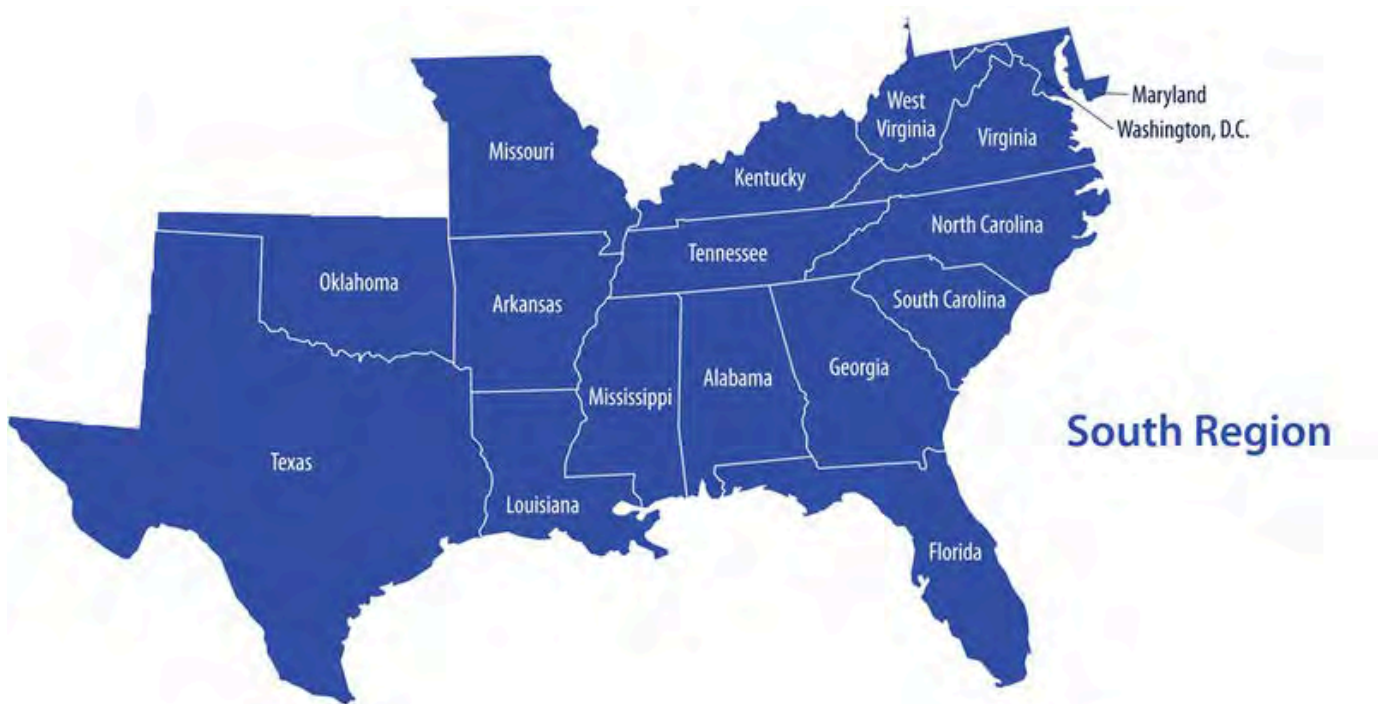 West
Virginia
Maryland
Washington, D.C.
Virginia
Missouri
Kentucky
North Carolina
Tennessee
Oklahoma
Arkansas
South Carolina
Georgia
Alabama
Mississippi
South Region
Texas
Louisiana
Florida